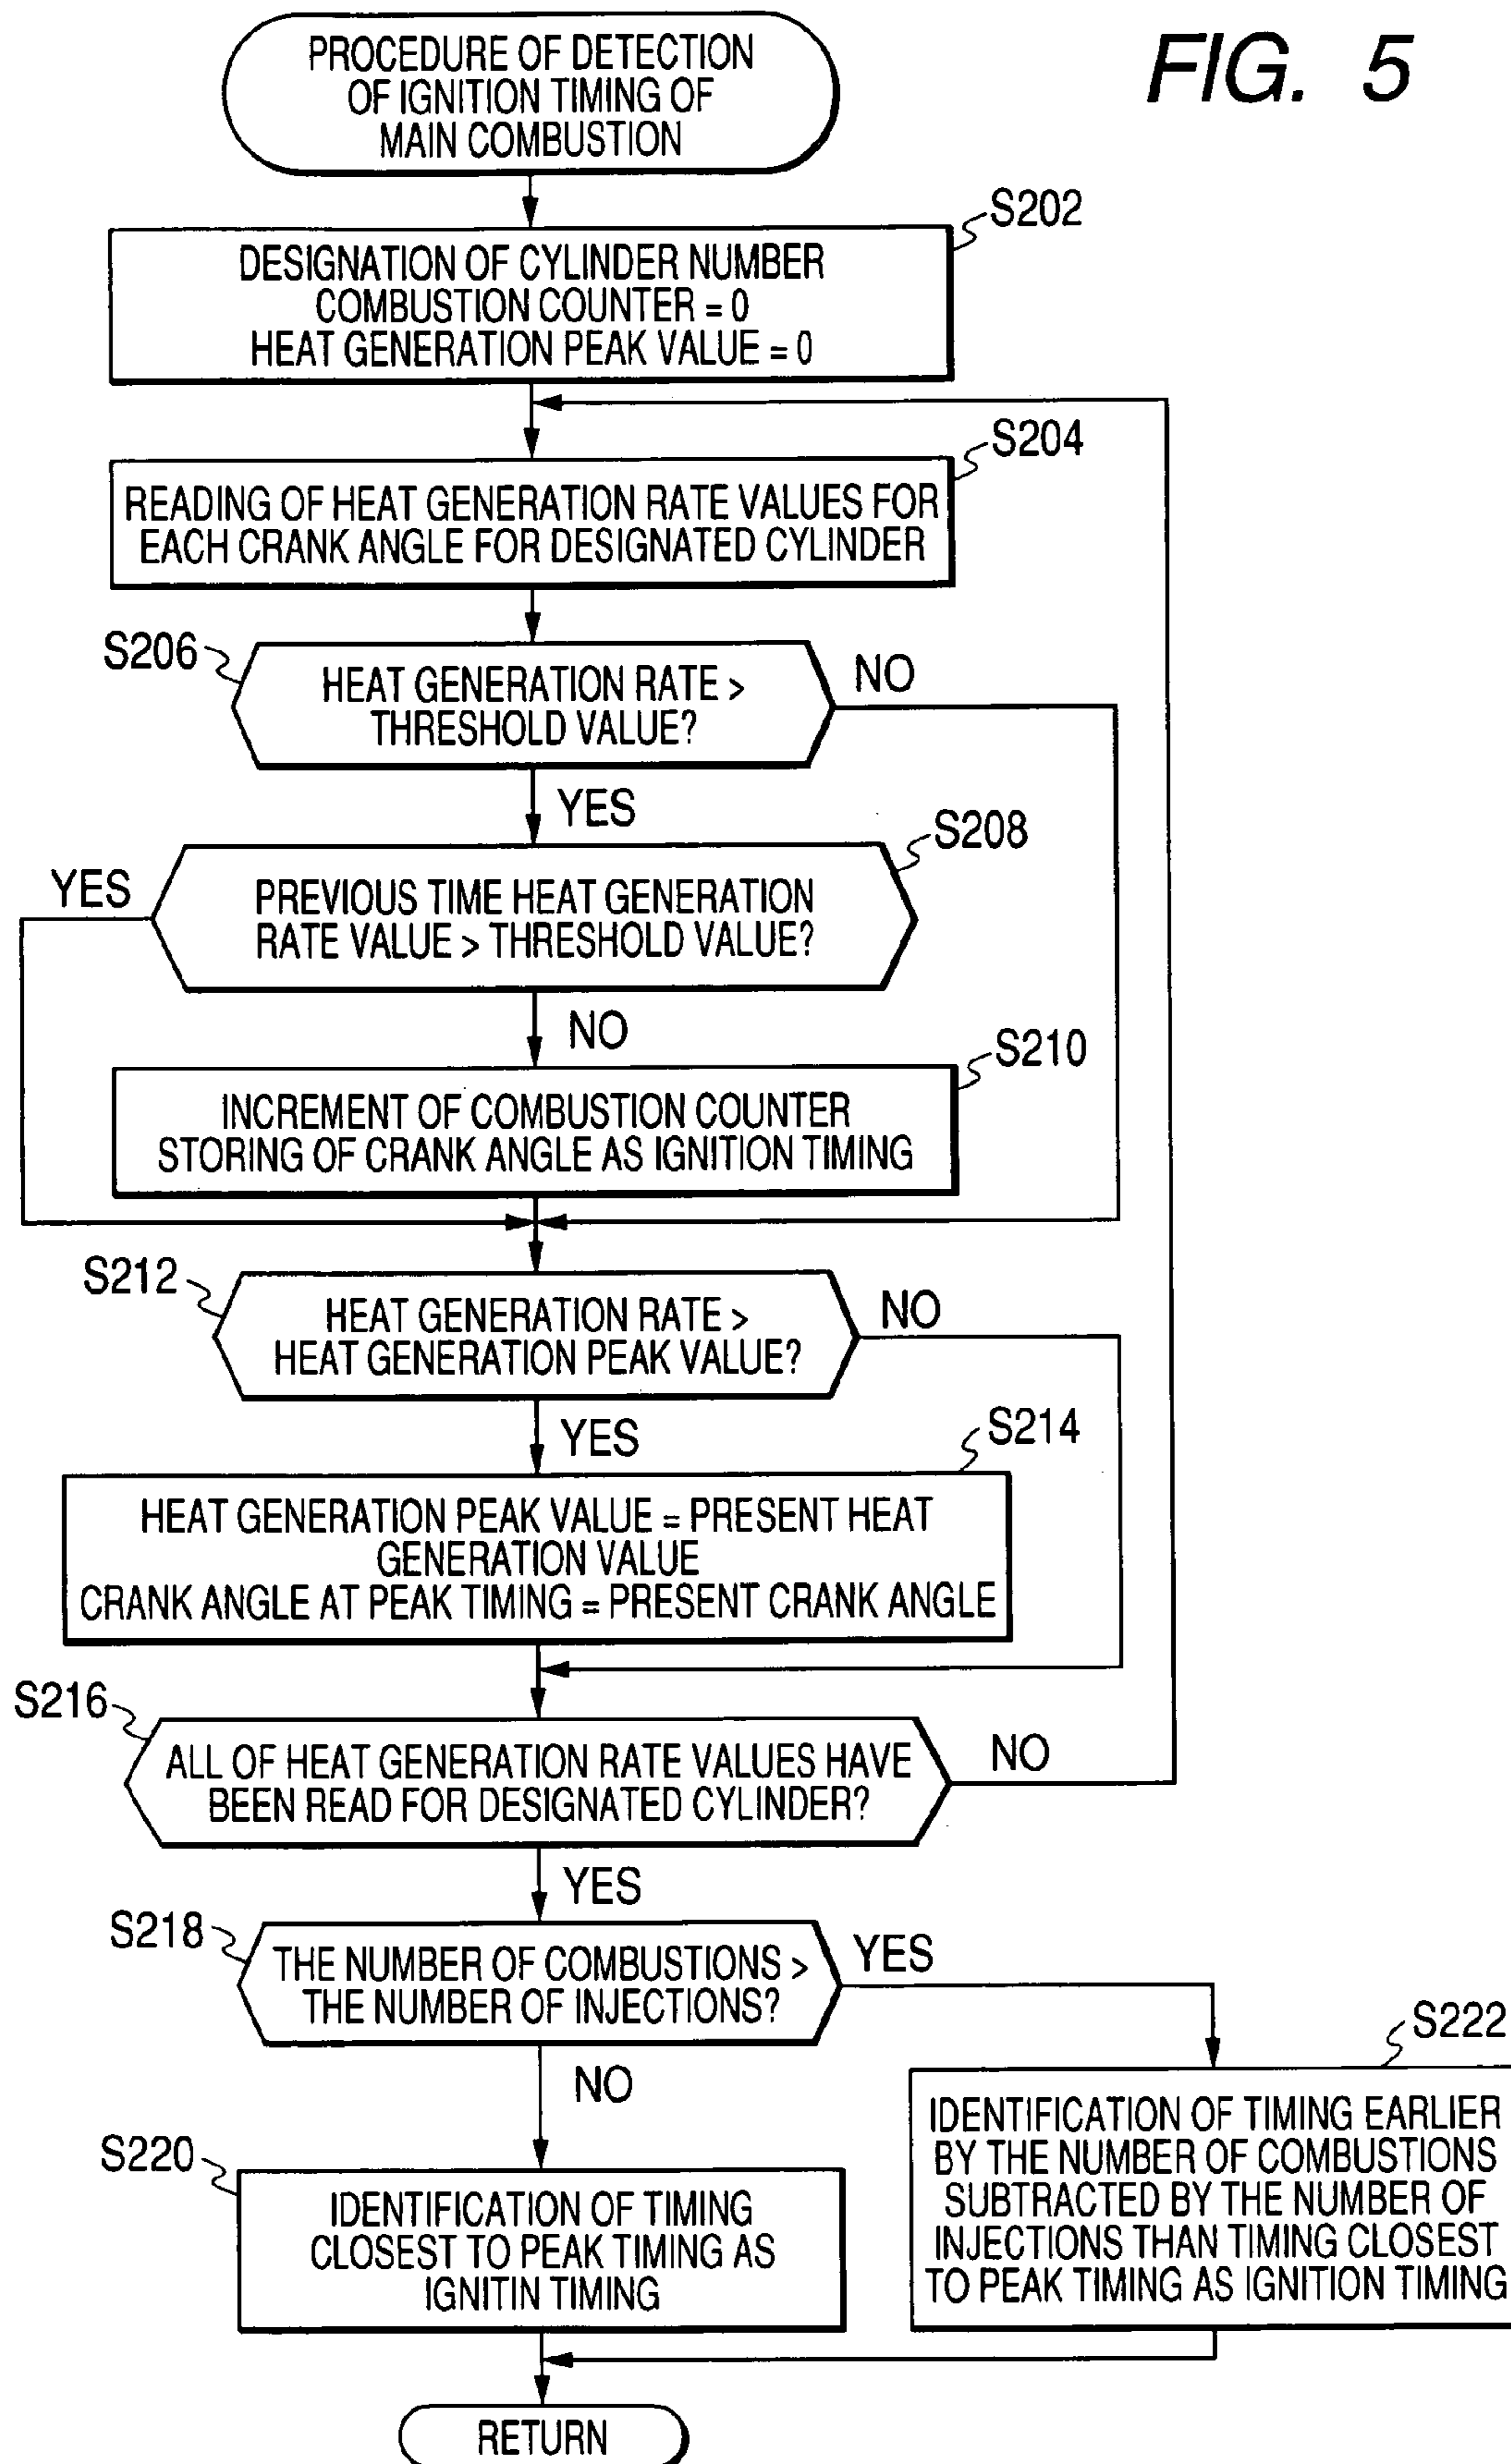 FIG. 5
PROCEDURE OF DETECTION
OF IGNITION TIMING OF
MAIN COMBUSTION
S202
DESIGNATION OF CYLINDER NUMBER
COMBUSTION COUNTER = 0
HEAT GENERATION PEAK VALUE = 0
S204
READING OF HEAT GENERATION RATE VALUES FOR
EACH CRANK ANGLE FOR DESIGNATED CYLINDER
S206
HEAT GENERATION RATE >
THRESHOLD VALUE?
NO
YES
S208
YES
PREVIOUS TIME HEAT GENERATION
RATE VALUE > THRESHOLD VALUE?
NO
S210
INCREMENT OF COMBUSTION COUNTER
STORING OF CRANK ANGLE AS IGNITION TIMING
S212
HEAT GENERATION RATE >
HEAT GENERATION PEAK VALUE?
NO
YES
S214
HEAT GENERATION PEAK VALUE = PRESENT HEAT
GENERATION VALUE
CRANK ANGLE AT PEAK TIMING = PRESENT CRANK ANGLE
S216
ALL OF HEAT GENERATION RATE VALUES HAVE
BEEN READ FOR DESIGNATED CYLINDER?
NO
YES
S218
THE NUMBER OF COMBUSTIONS >
THE NUMBER OF INJECTIONS?
YES
NO
S222
IDENTIFICATION OF TIMING EARLIER
BY THE NUMBER OF COMBUSTIONS
SUBTRACTED BY THE NUMBER OF
INJECTIONS THAN TIMING CLOSEST
TO PEAK TIMING AS IGNITION TIMING
S220
IDENTIFICATION OF TIMING
CLOSEST TO PEAK TIMING AS
IGNITIN TIMING
RETURN